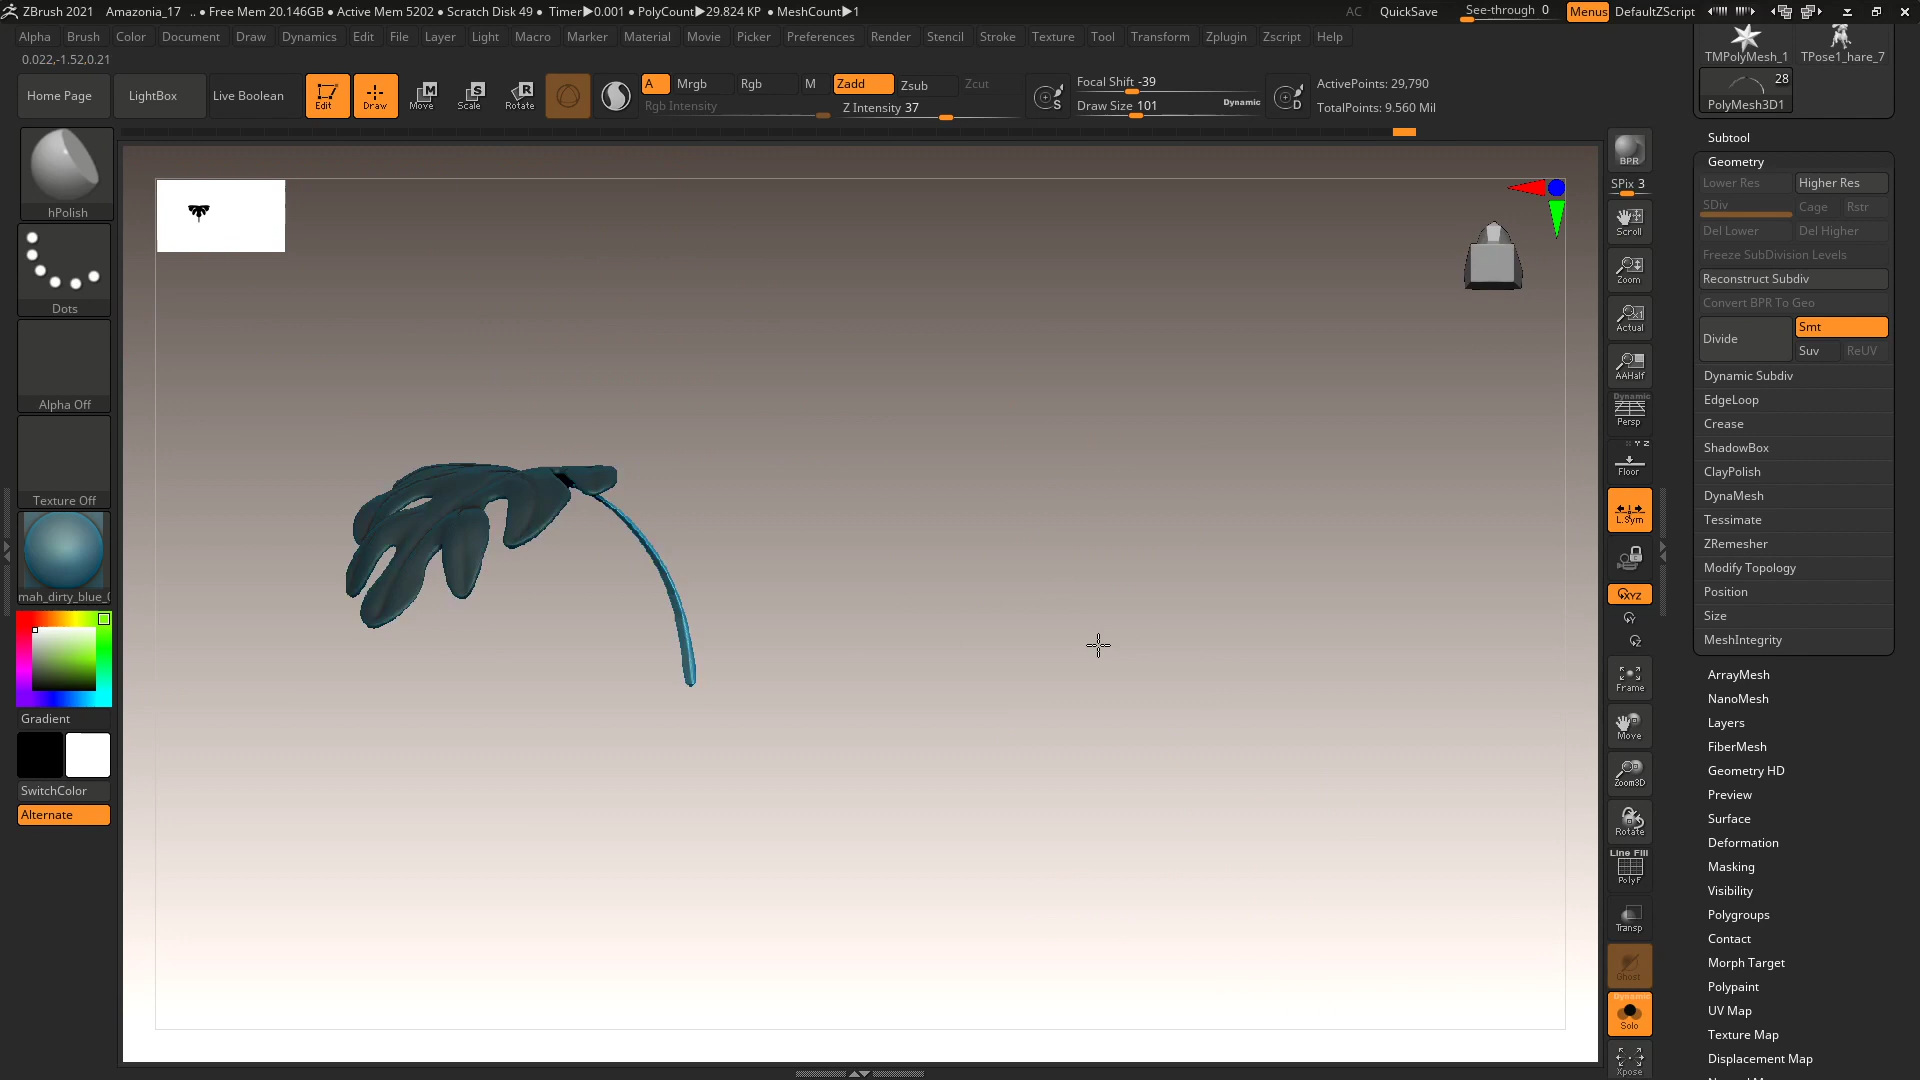 ZBrush 2021 Amazonia_17 .. ● Free Mem 20.146GB ● Active Mem 5202 ● Scratch Disk 49 ● Timer▶0.001 ● PolyCount▶29.824 KP ● MeshCount▶1 AC QuickSave See-through 0 Menus DefaultZScript
Alpha Brush Color Document Draw Dynamics Edit File Layer Light Macro Marker Material Movie Picker Preferences Render Stencil Stroke Texture Tool Transform Zplugin Zscript Help
0.022,-1.52,0.21
Home Page LightBox Live Boolean Edit Draw Move Scale Rotate
A Mrgb Rgb M Zadd Zsub Zcut
Rgb Intensity Z Intensity 37
Focal Shift -39
Draw Size 101 Dynamic
S D
ActivePoints: 29,790
TotalPoints: 9.560 Mil
hPolish
Dots
Alpha Off
Texture Off
mah_dirty_blue_
Gradient
SwitchColor
Alternate
BPR
SPix 3
Scroll
Zoom
Actual
AAHalf
Dynamic
Persp
Floor
L.Sym
XYZ
Y
Z
Frame
Move
Zoom3D
Rotate
Line Fill
PolyF
Transp
Ghost
Dynamic
Solo
Xpose
TMPolyMesh_1 TPose1_hare_7
28
PolyMesh3D1
Subtool
Geometry
Lower Res Higher Res
SDiv Cage Rstr
Del Lower Del Higher
Freeze SubDivision Levels
Reconstruct Subdiv
Convert BPR To Geo
Divide Smt
Suv ReUV
Dynamic Subdiv
EdgeLoop
Crease
ShadowBox
ClayPolish
DynaMesh
Tessimate
ZRemesher
Modify Topology
Position
Size
MeshIntegrity
ArrayMesh
NanoMesh
Layers
FiberMesh
Geometry HD
Preview
Surface
Deformation
Masking
Visibility
Polygroups
Contact
Morph Target
Polypaint
UV Map
Texture Map
Displacement Map